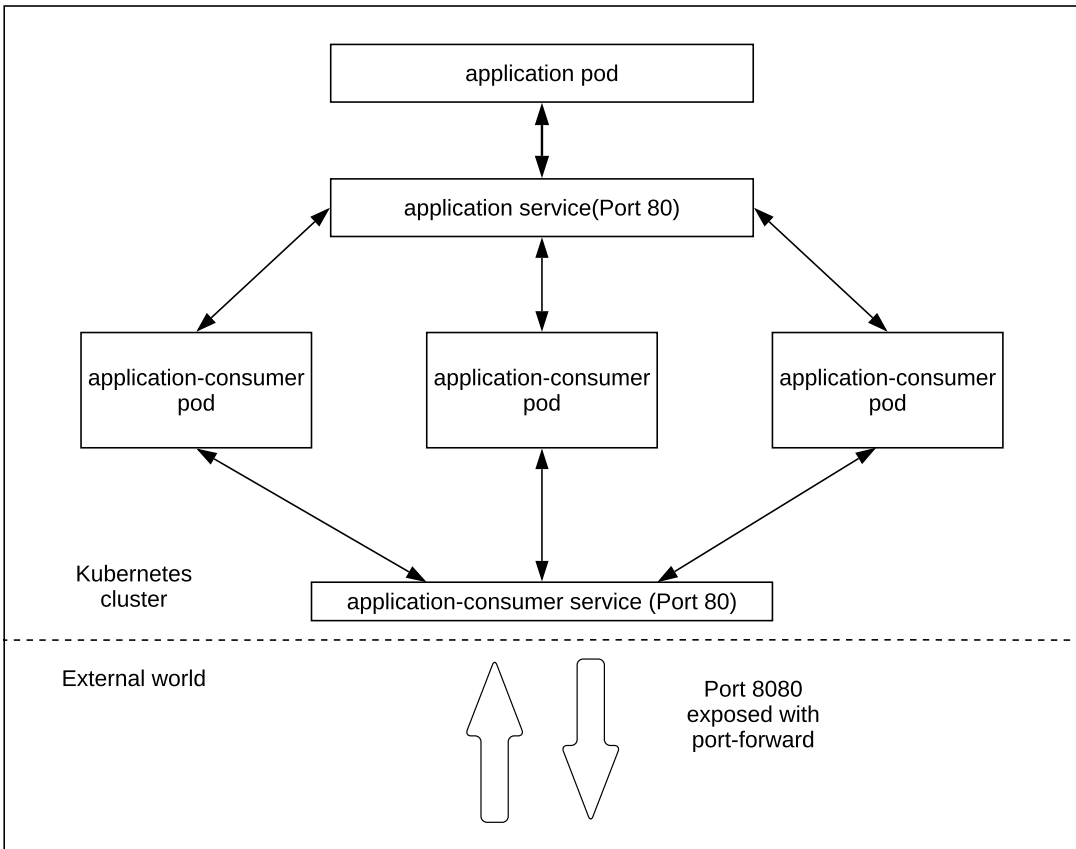 application pod
application service(Port 80)
application-consumer
pod
application-consumer
pod
application-consumer
pod
Kubernetes
cluster
application-consumer service (Port 80)
External world
Port 8080
exposed with
port-forward